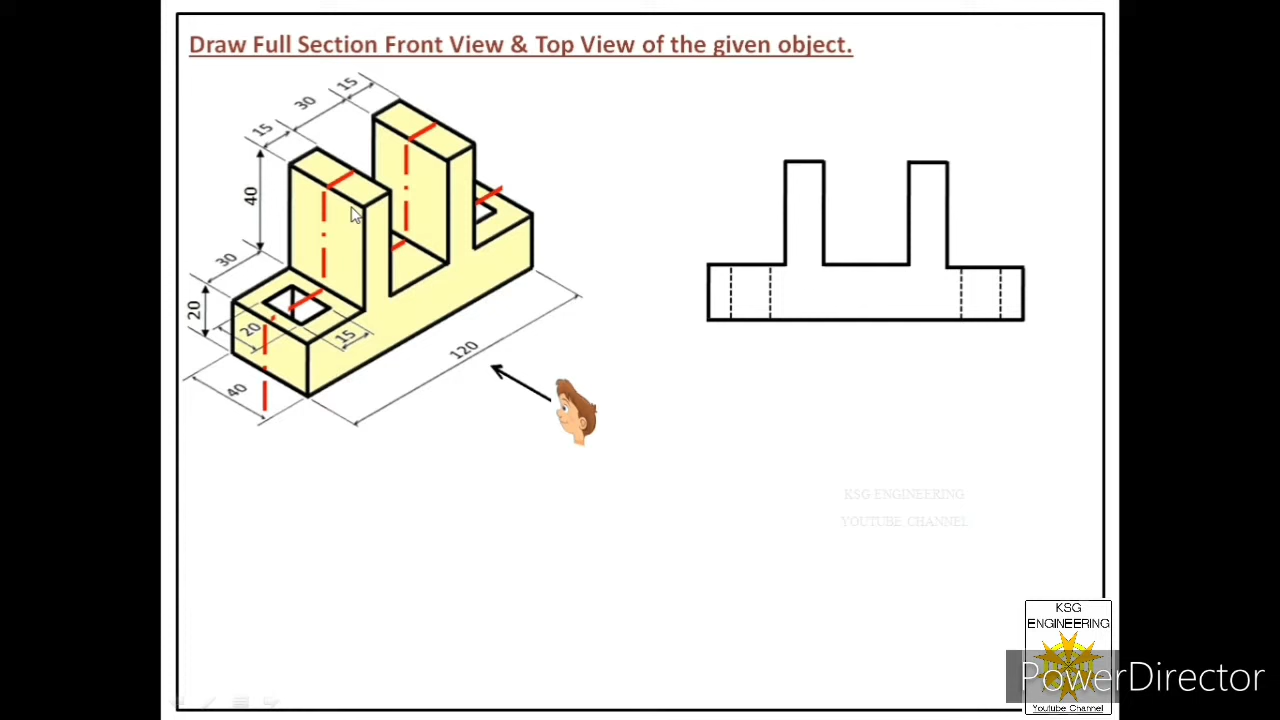 Draw Full Section Front View & Top View of the given object.
15
30
15
40
30
20
20
15
40
120
KSG ENGINEERING
YOUTUBE CHANNEL
KSG
ENGINEERING
PowerDirector
Youtube Channel